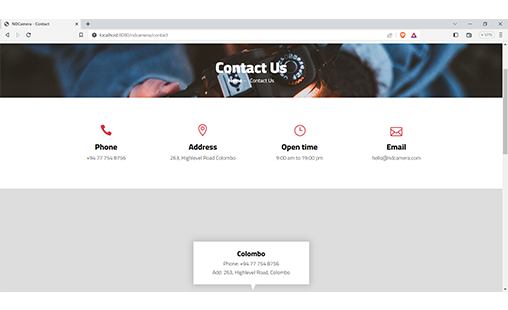 NDCamera - Contact
localhost:8080/ndcamera/contact
Contact Us
Home Contact Us
Phone
+94 77 754 8756
Address
263, Highlevel Road Colombo
Open time
9:00 am to 19:00 pm
Email
hello@ndcamera.com
Colombo
Phone: +94 77 754 8756
Add: 263, Highlevel Road, Colombo